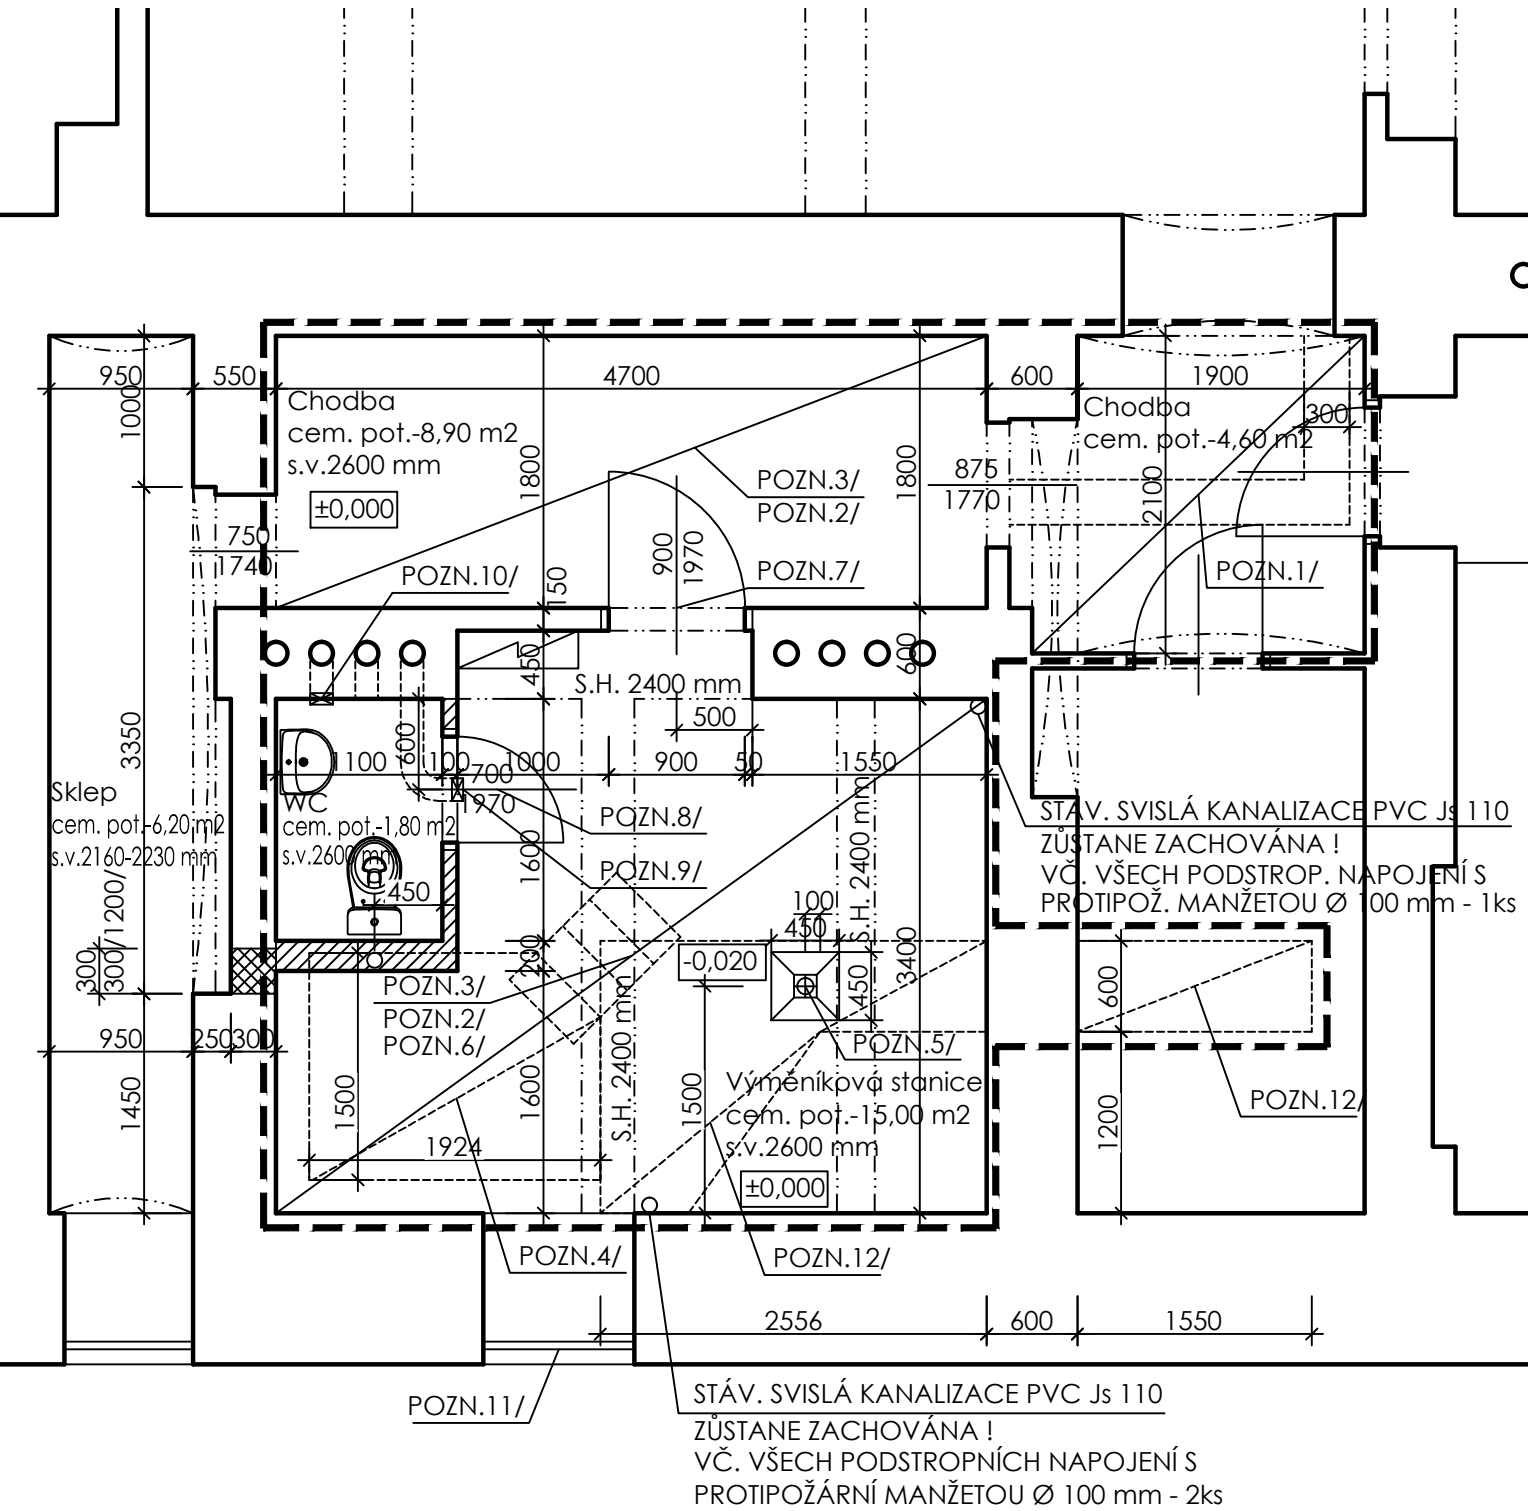 950
550
4700
600
1900
1000
Chodba
cem. pot.-8,90 m2
s.v.2600 mm
±0,000
Chodba
cem. pot.-4,60 m2
300
1800
1800
POZN.3/
POZN.2/
875
1770
2100
750
1740
POZN.10/
150
900
1970
POZN.7/
POZN.1/
450
600
S.H. 2400 mm
500
3350
600
1100
100
1000
900
50
1550
700
1970
Sklep
cem. pot.-6,20 m2
s.v.2160-2230 mm
WC
cem. pot.-1,80 m2
s.v.2600 mm
POZN.8/
POZN.9/
1600
S.H. 2400 mm
STÁV. SVISLÁ KANALIZACE PVC Js 110
ZŮSTANE ZACHOVÁNA !
VČ. VŠECH PODSTROP. NAPOJENÍ S
PROTIPOŽ. MANŽETOU Ø 100 mm - 1ks
450
100
450
300
300/1200/
200
-0,020
450
3400
600
POZN.3/
POZN.2/
POZN.6/
950
250
300
POZN.5/
S.H. 2400 mm
Výměníková stanice
cem. pot.-15,00 m2
s.v.2600 mm
±0,000
1450
1500
1600
1500
1924
POZN.12/
1200
POZN.4/
POZN.12/
2556
600
1550
POZN.11/
STÁV. SVISLÁ KANALIZACE PVC Js 110
ZŮSTANE ZACHOVÁNA !
VČ. VŠECH PODSTROPNÍCH NAPOJENÍ S
PROTIPOŽÁRNÍ MANŽETOU Ø 100 mm - 2ks